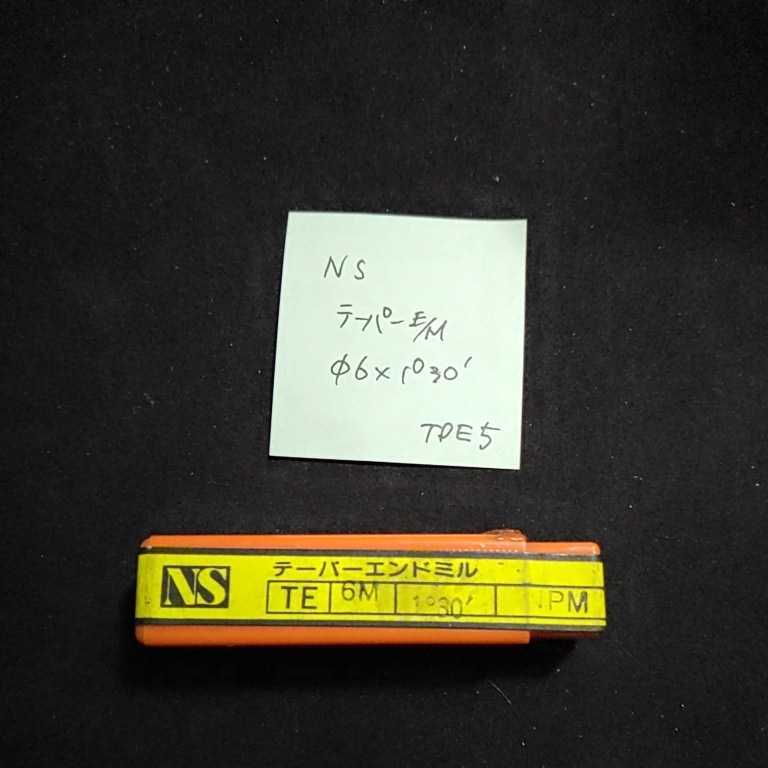 NS
テーパーE/M
φ6×1°30′
TPE5
NS
テーパーエンドミル
TE 6M 1°30′ PM